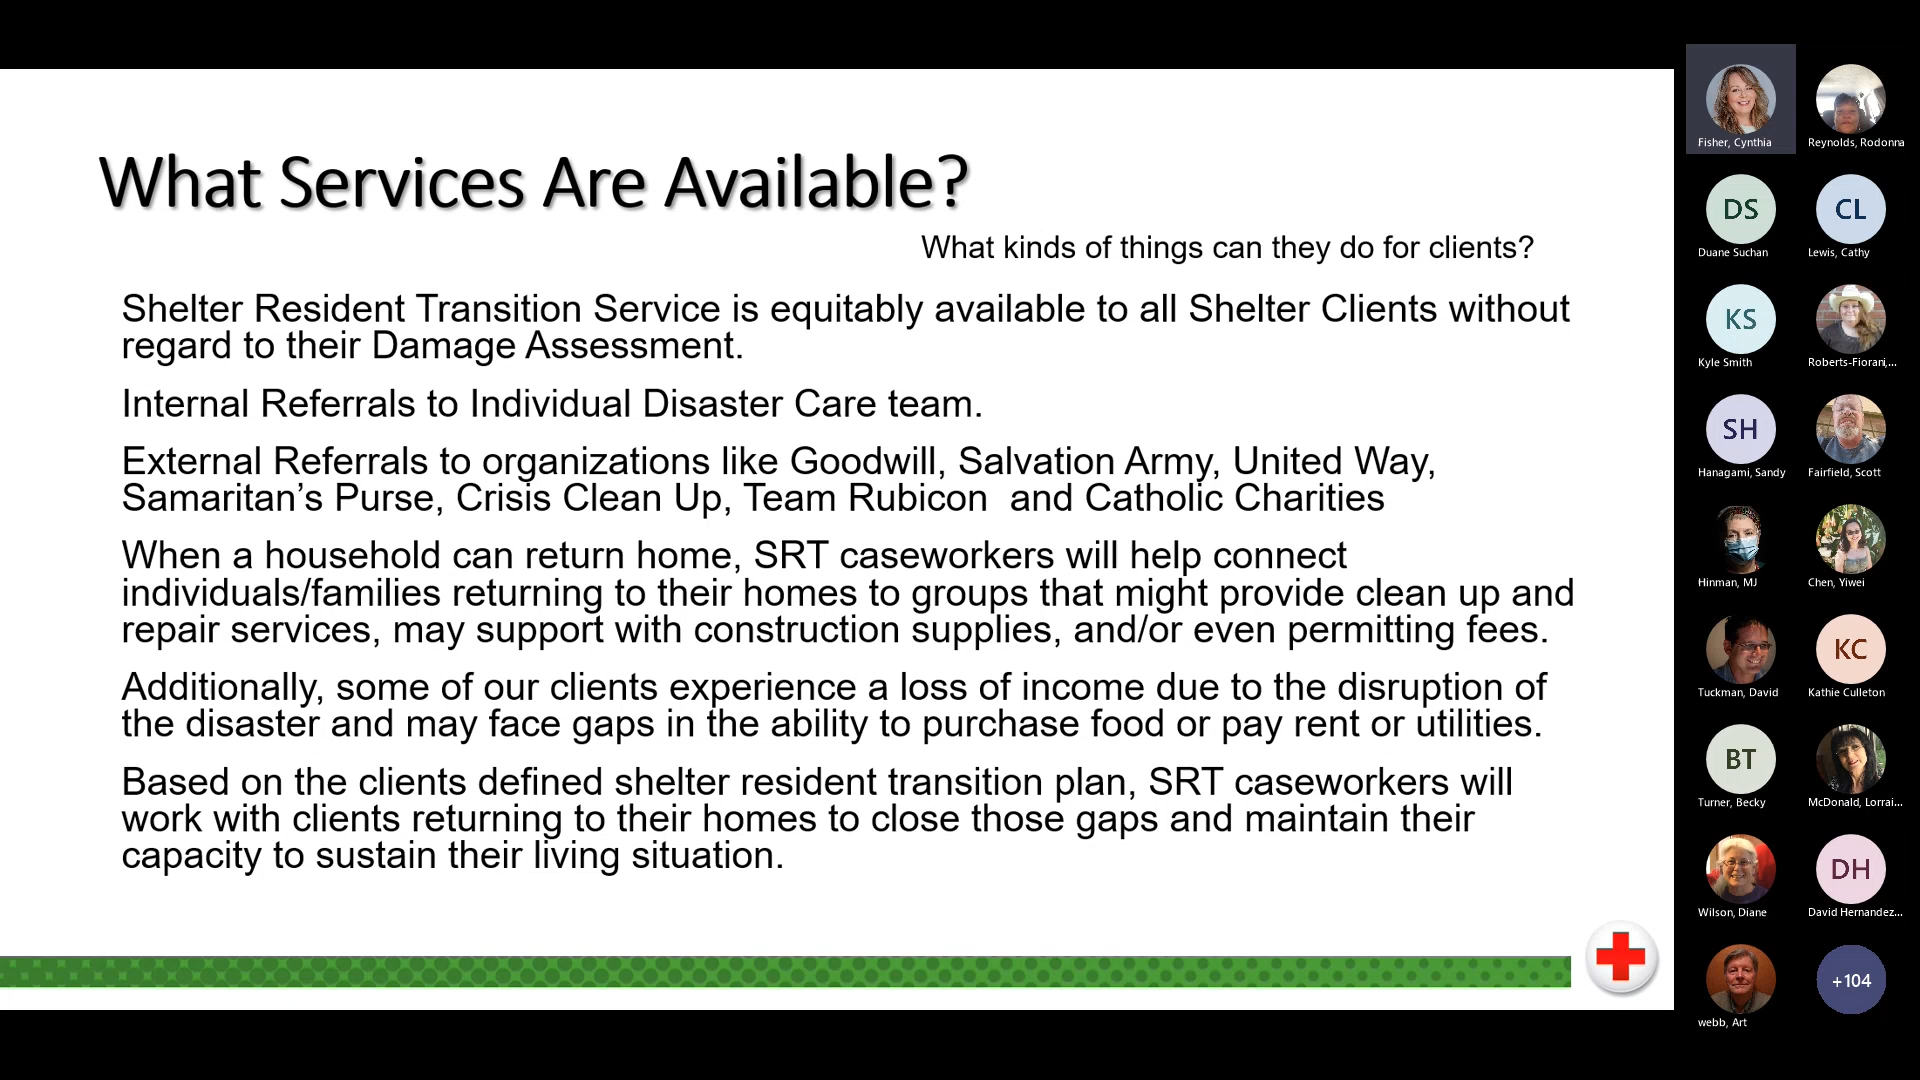 What Services Are Available?
What kinds of things can they do for clients?
Shelter Resident Transition Service is equitably available to all Shelter Clients without
regard to their Damage Assessment.
Internal Referrals to Individual Disaster Care team.
External Referrals to organizations like Goodwill, Salvation Army, United Way,
Samaritan’s Purse, Crisis Clean Up, Team Rubicon  and Catholic Charities
When a household can return home, SRT caseworkers will help connect
individuals/families returning to their homes to groups that might provide clean up and
repair services, may support with construction supplies, and/or even permitting fees.
Additionally, some of our clients experience a loss of income due to the disruption of
the disaster and may face gaps in the ability to purchase food or pay rent or utilities.
Based on the clients defined shelter resident transition plan, SRT caseworkers will
work with clients returning to their homes to close those gaps and maintain their
capacity to sustain their living situation.
Fisher, Cynthia
Reynolds, Rodonna
DS
Duane Suchan
CL
Lewis, Cathy
KS
Kyle Smith
Roberts-Fiorani,...
SH
Hanagami, Sandy
Fairfield, Scott
Hinman, MJ
Chen, Yiwei
Tuckman, David
KC
Kathie Culleton
BT
Turner, Becky
McDonald, Lorrai...
Wilson, Diane
DH
David Hernandez...
webb, Art
+104